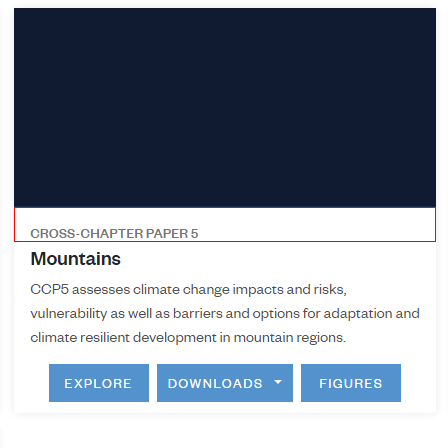 CROSS-CHAPTER PAPER 5
Mountains
CCP5 assesses climate change impacts and risks,
vulnerability as well as barriers and options for adaptation and
climate resilient development in mountain regions.
EXPLORE DOWNLOADS FIGURES